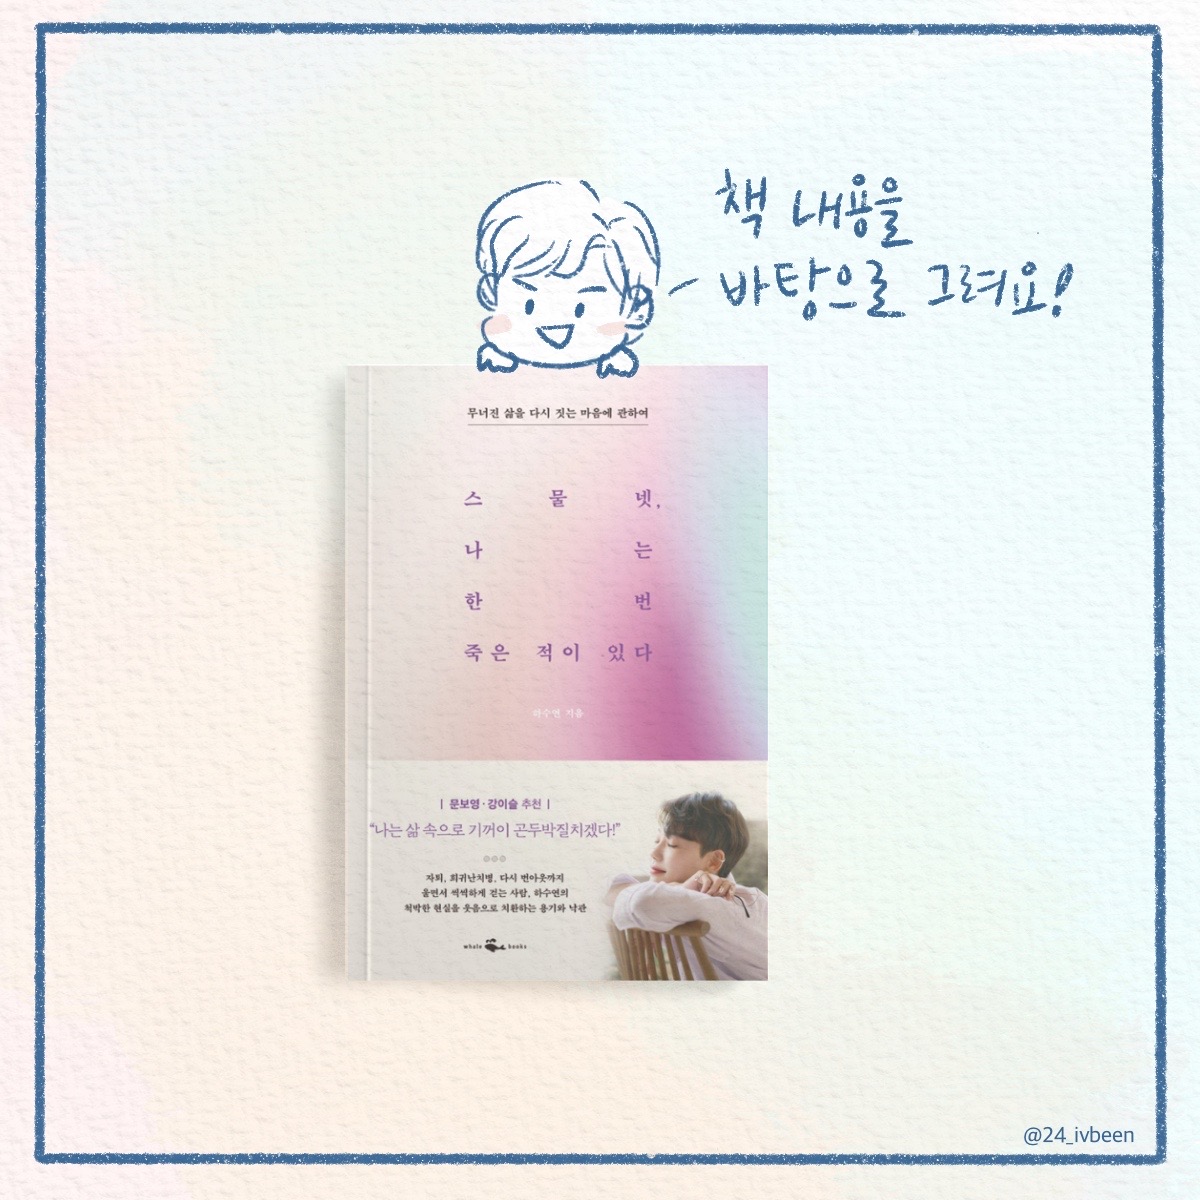 책 내용을
바탕으로 그려요!
무너진 삶을 다시 짓는 마음에 관하여
스물넷,
나는
한번
죽은 적이 있다
하수연 지음
| 문보영·강이슬 추천 |
“나는 삶 속으로 기꺼이 곤두박질치겠다!”
자퇴, 희귀난치병, 다시 번아웃까지
울면서 씩씩하게 걷는 사람, 하수연의
척박한 현실을 웃음으로 치환하는 용기와 낙관
whale books
@24_ivbeen